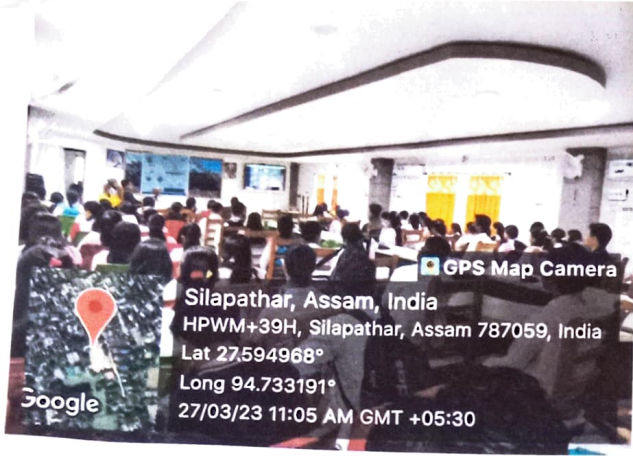 GPS Map Camera
Silapathar, Assam, India
HPWM+39H, Silapathar, Assam 787059, India
Lat 27.594968°
Long 94.733191°
27/03/23 11:05 AM GMT +05:30
Google